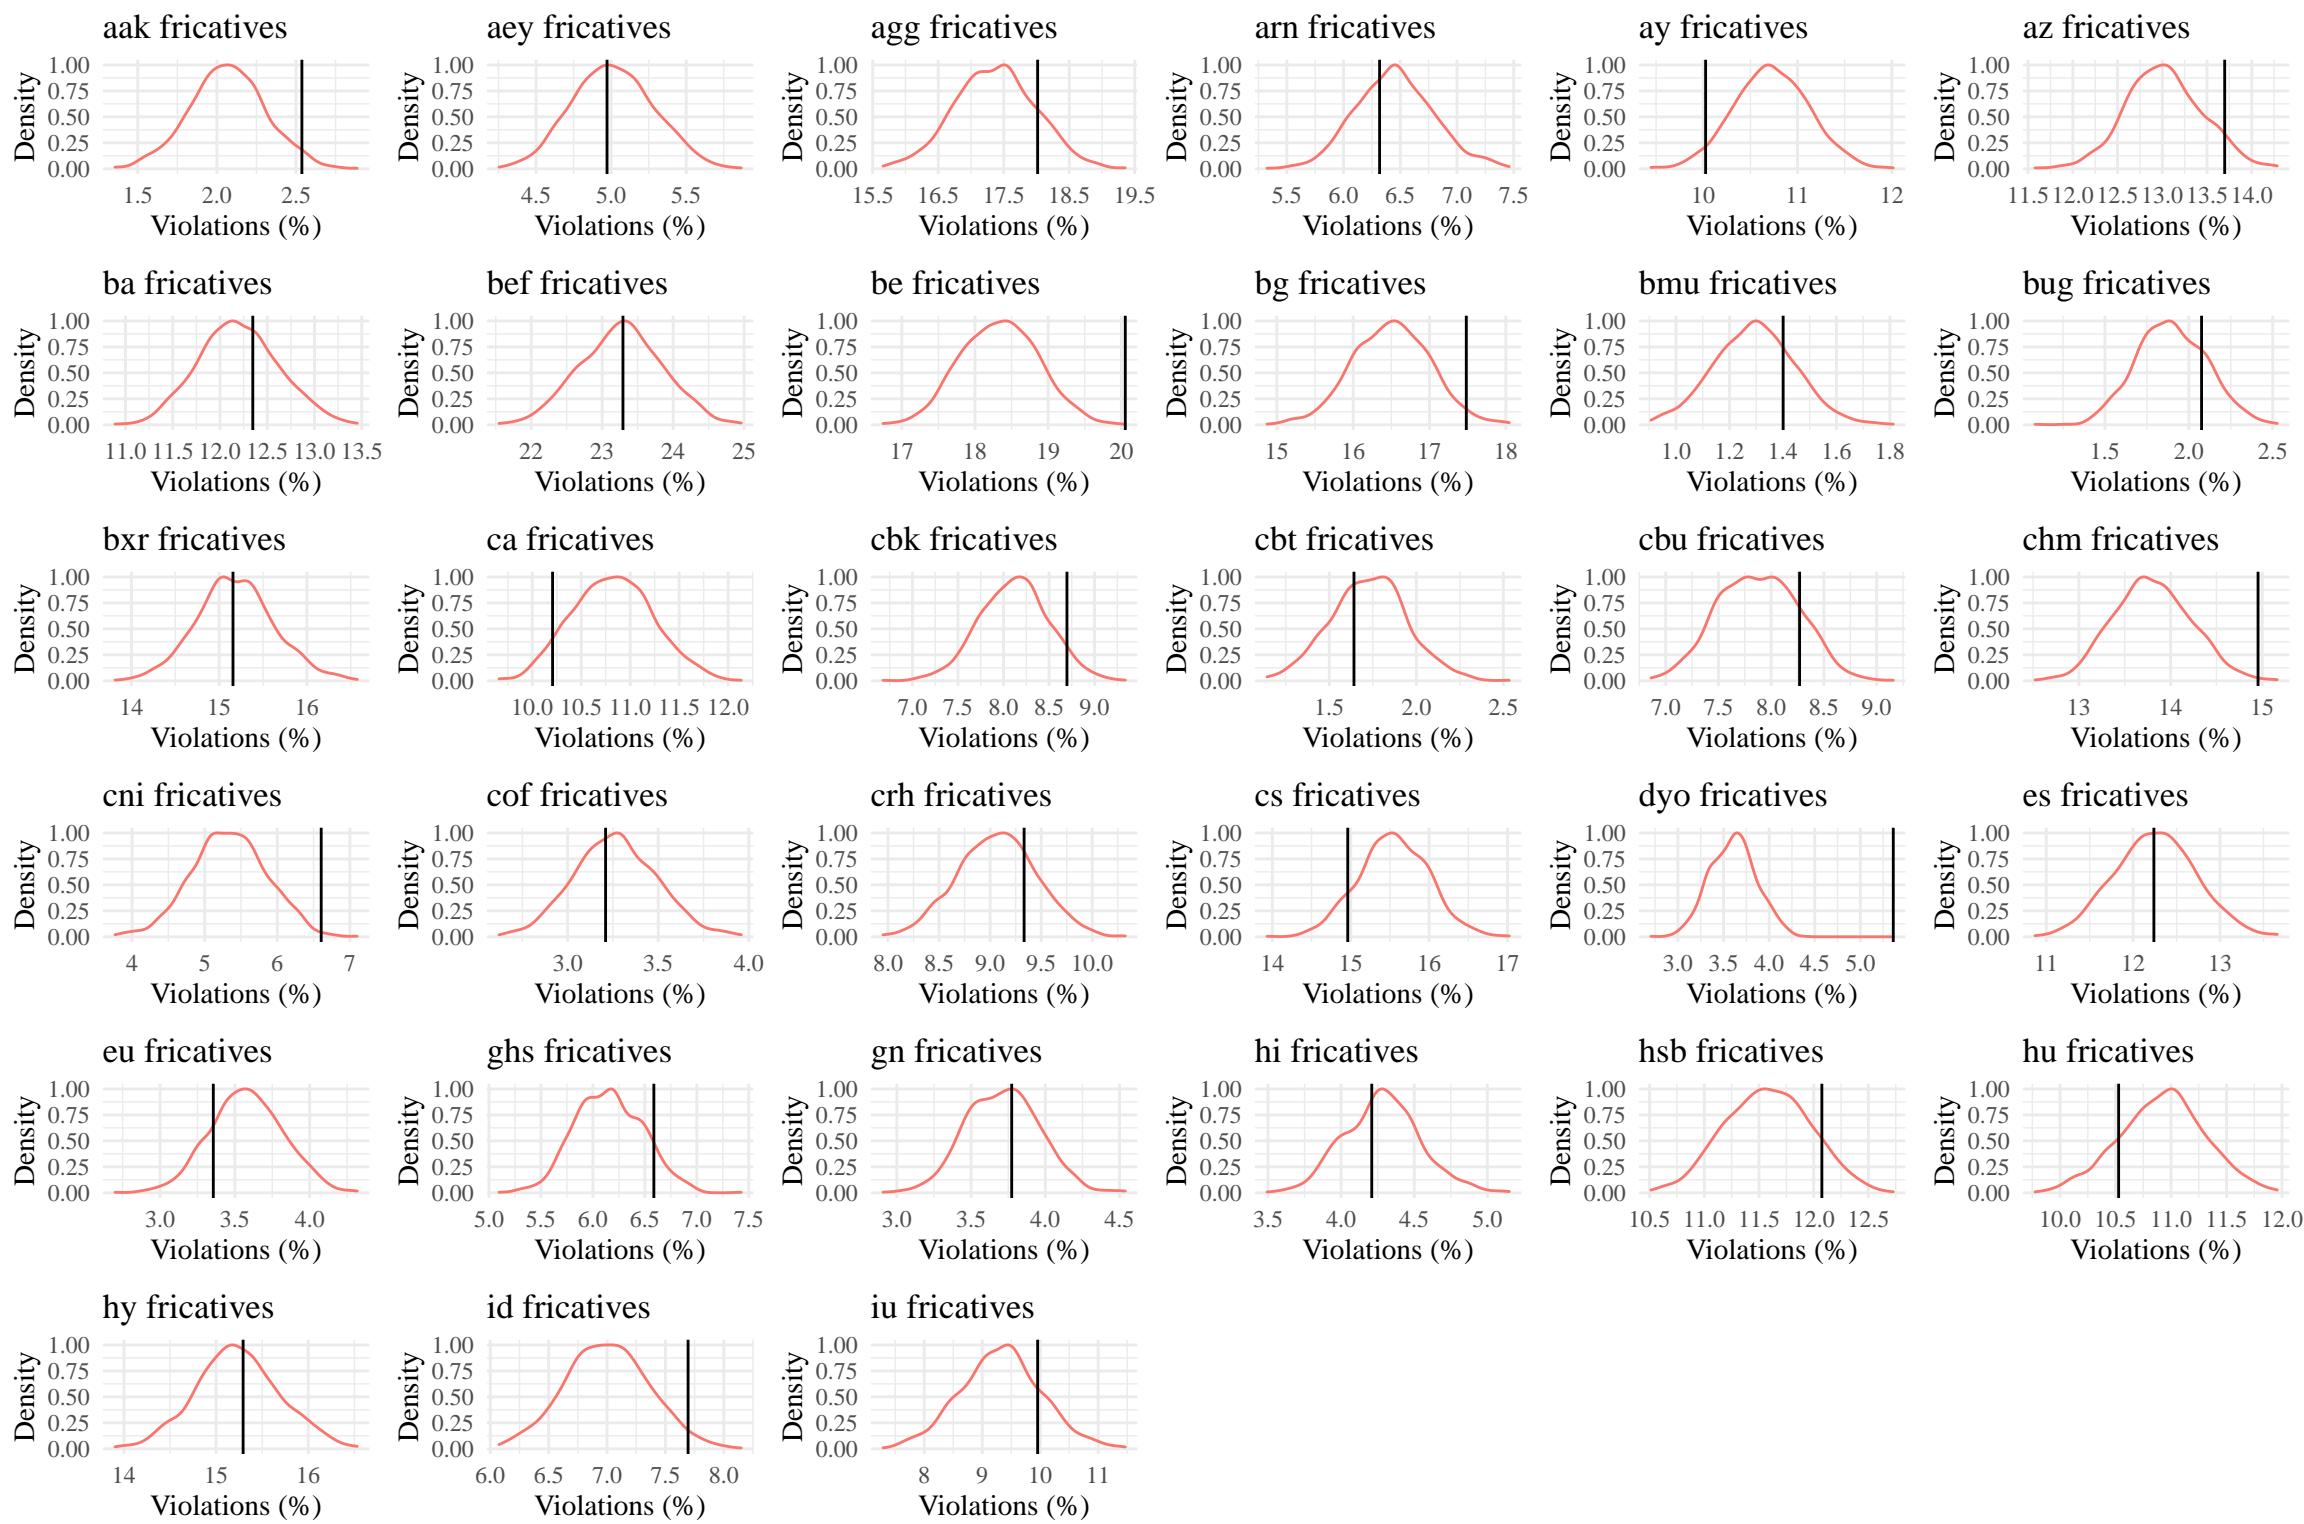 aak fricatives aey fricatives agg fricatives arn fricatives ay fricatives az fricatives
Density Density Density Density Density Density
1.00 1.00 1.00 1.00 1.00 1.00
0.75 0.75 0.75 0.75 0.75 0.75
0.50 0.50 0.50 0.50 0.50 0.50
0.25 0.25 0.25 0.25 0.25 0.25
0.00 0.00 0.00 0.00 0.00 0.00
1.5 2.0 2.5 4.5 5.0 5.5 15.5 16.5 17.5 18.5 19.5 5.5 6.0 6.5 7.0 7.5 10 11 12 11.5 12.0 12.5 13.0 13.5 14.0
Violations (%) Violations (%) Violations (%) Violations (%) Violations (%) Violations (%)
ba fricatives bef fricatives be fricatives bg fricatives bmu fricatives bug fricatives
Density Density Density Density Density Density
1.00 1.00 1.00 1.00 1.00 1.00
0.75 0.75 0.75 0.75 0.75 0.75
0.50 0.50 0.50 0.50 0.50 0.50
0.25 0.25 0.25 0.25 0.25 0.25
0.00 0.00 0.00 0.00 0.00 0.00
11.0 11.5 12.0 12.5 13.0 13.5 22 23 24 25 17 18 19 20 15 16 17 18 1.0 1.2 1.4 1.6 1.8 1.5 2.0 2.5
Violations (%) Violations (%) Violations (%) Violations (%) Violations (%) Violations (%)
bxr fricatives ca fricatives cbk fricatives cbt fricatives cbu fricatives chm fricatives
Density Density Density Density Density Density
1.00 1.00 1.00 1.00 1.00 1.00
0.75 0.75 0.75 0.75 0.75 0.75
0.50 0.50 0.50 0.50 0.50 0.50
0.25 0.25 0.25 0.25 0.25 0.25
0.00 0.00 0.00 0.00 0.00 0.00
14 15 16 10.0 10.5 11.0 11.5 12.0 7.0 7.5 8.0 8.5 9.0 1.5 2.0 2.5 7.0 7.5 8.0 8.5 9.0 13 14 15
Violations (%) Violations (%) Violations (%) Violations (%) Violations (%) Violations (%)
cni fricatives cof fricatives crh fricatives cs fricatives dyo fricatives es fricatives
Density Density Density Density Density Density
1.00 1.00 1.00 1.00 1.00 1.00
0.75 0.75 0.75 0.75 0.75 0.75
0.50 0.50 0.50 0.50 0.50 0.50
0.25 0.25 0.25 0.25 0.25 0.25
0.00 0.00 0.00 0.00 0.00 0.00
4 5 6 7 3.0 3.5 4.0 8.0 8.5 9.0 9.5 10.0 14 15 16 17 3.0 3.5 4.0 4.5 5.0 11 12 13
Violations (%) Violations (%) Violations (%) Violations (%) Violations (%) Violations (%)
eu fricatives ghs fricatives gn fricatives hi fricatives hsb fricatives hu fricatives
Density Density Density Density Density Density
1.00 1.00 1.00 1.00 1.00 1.00
0.75 0.75 0.75 0.75 0.75 0.75
0.50 0.50 0.50 0.50 0.50 0.50
0.25 0.25 0.25 0.25 0.25 0.25
0.00 0.00 0.00 0.00 0.00 0.00
3.0 3.5 4.0 5.0 5.5 6.0 6.5 7.0 7.5 3.0 3.5 4.0 4.5 3.5 4.0 4.5 5.0 10.5 11.0 11.5 12.0 12.5 10.0 10.5 11.0 11.5 12.0
Violations (%) Violations (%) Violations (%) Violations (%) Violations (%) Violations (%)
hy fricatives id fricatives iu fricatives
Density Density Density
1.00 1.00 1.00
0.75 0.75 0.75
0.50 0.50 0.50
0.25 0.25 0.25
0.00 0.00 0.00
14 15 16 6.0 6.5 7.0 7.5 8.0 8 9 10 11
Violations (%) Violations (%) Violations (%)